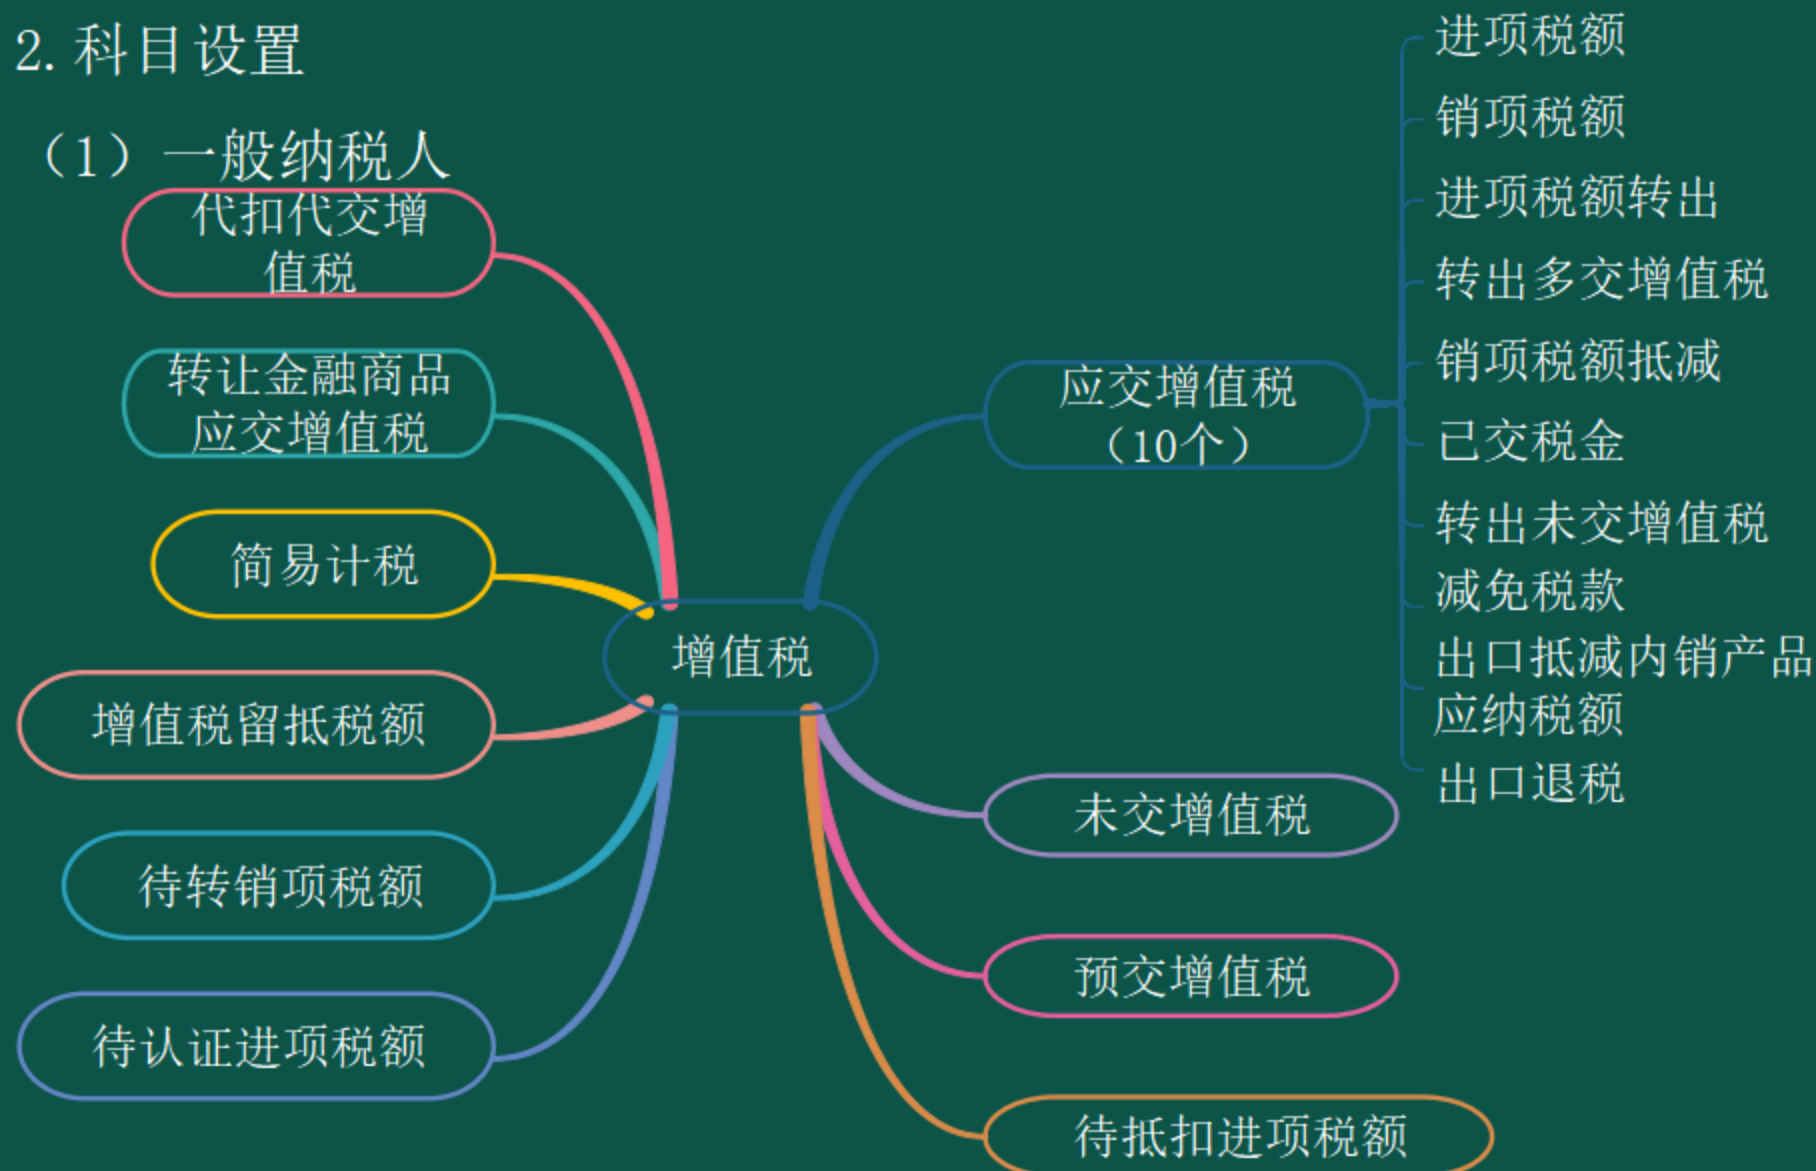 2.科目设置
（1）一般纳税人
代扣代交增
值税
转让金融商品
应交增值税
简易计税
增值税留抵税额
待转销项税额
待认证进项税额
增值税
应交增值税
（10个）
进项税额
销项税额
进项税额转出
转出多交增值税
销项税额抵减
已交税金
转出未交增值税
减免税款
出口抵减内销产品
应纳税额
出口退税
未交增值税
预交增值税
待抵扣进项税额